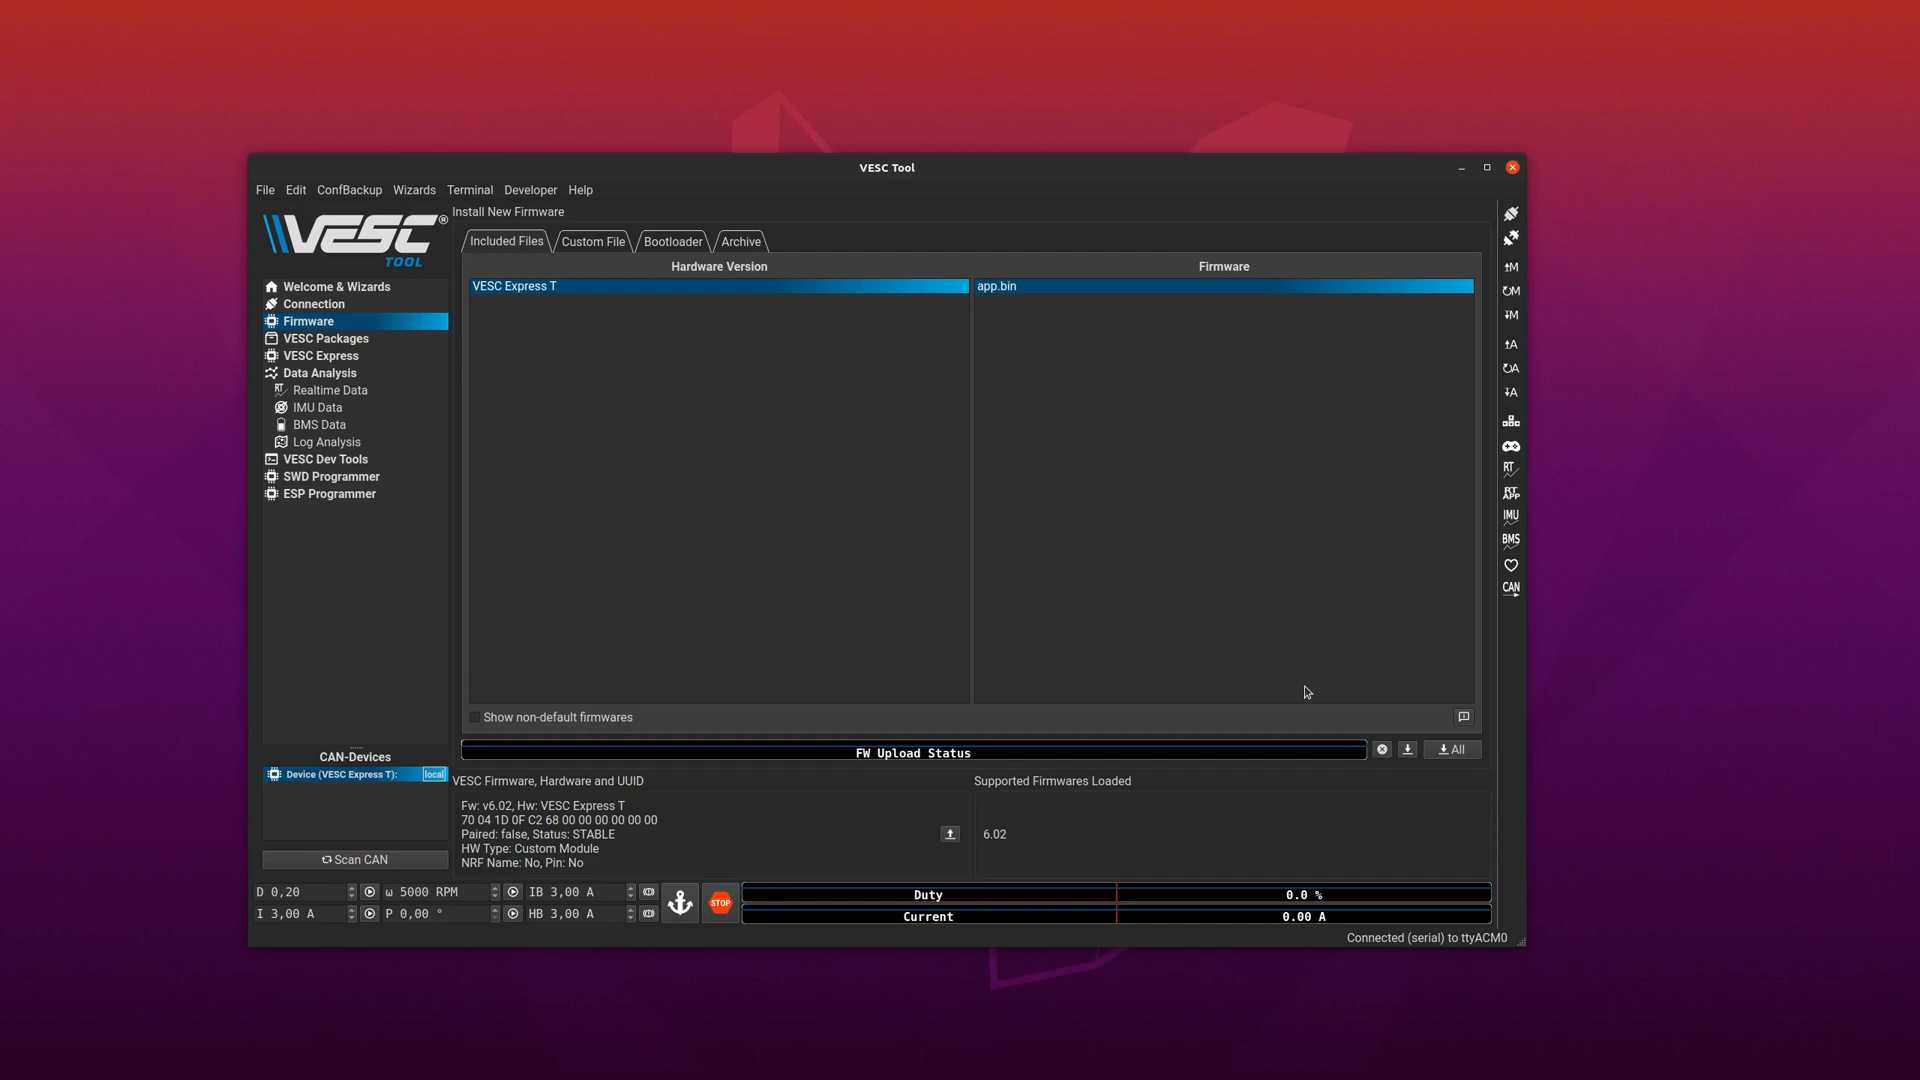 VESC Tool
File Edit ConfBackup Wizards Terminal Developer Help
VESC®
TOOL
Install New Firmware
Included Files Custom File Bootloader Archive
Hardware Version Firmware
VESC Express T app.bin
Welcome & Wizards
Connection
Firmware
VESC Packages
VESC Express
Data Analysis
RT Realtime Data
IMU Data
BMS Data
Log Analysis
VESC Dev Tools
SWD Programmer
ESP Programmer
M
M
M
A
A
A
RT
RT
APP
IMU
BMS
CAN
Show non-default firmwares
FW Upload Status
All
CAN-Devices
Device (VESC Express T): local
Scan CAN
VESC Firmware, Hardware and UUID
Fw: v6.02, Hw: VESC Express T
70 04 1D 0F C2 68 00 00 00 00 00 00
Paired: false, Status: STABLE
HW Type: Custom Module
NRF Name: No, Pin: No
Supported Firmwares Loaded
6.02
D 0,20 ω 5000 RPM IB 3,00 A
I 3,00 A P 0,00 ° HB 3,00 A
STOP
Duty 0.0 %
Current 0.00 A
Connected (serial) to ttyACM0